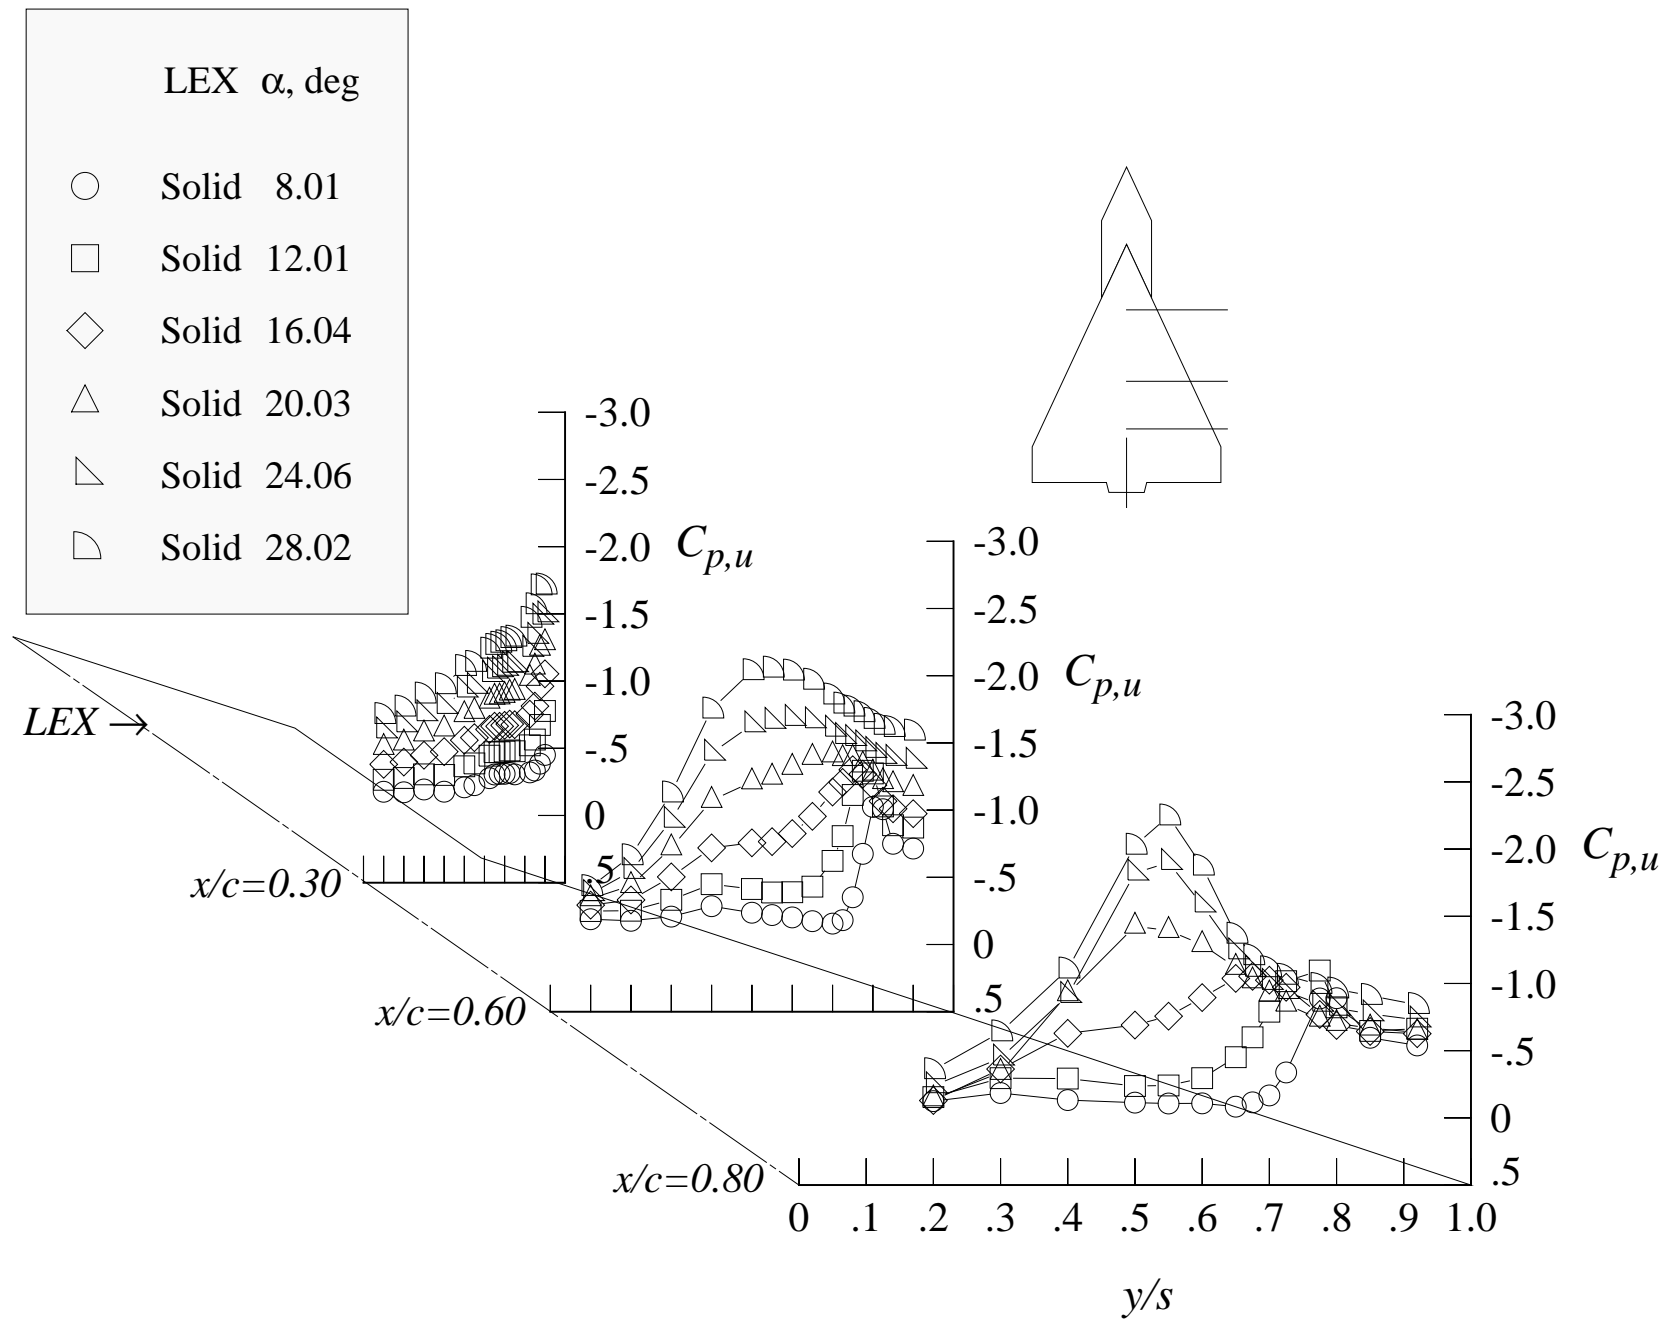 LEX α, deg
Solid 8.01
Solid 12.01
Solid 16.04
Solid 20.03
Solid 24.06
Solid 28.02
LEX →
-3.0
-2.5
-2.0 Cp,u
-1.5
-1.0
-.5
0
.5
x/c=0.30
-3.0
-2.5
-2.0 Cp,u
-1.5
-1.0
-.5
0
.5
x/c=0.60
-3.0
-2.5
-2.0 Cp,u
-1.5
-1.0
-.5
0
.5
x/c=0.80
0 .1 .2 .3 .4 .5 .6 .7 .8 .9 1.0
y/s